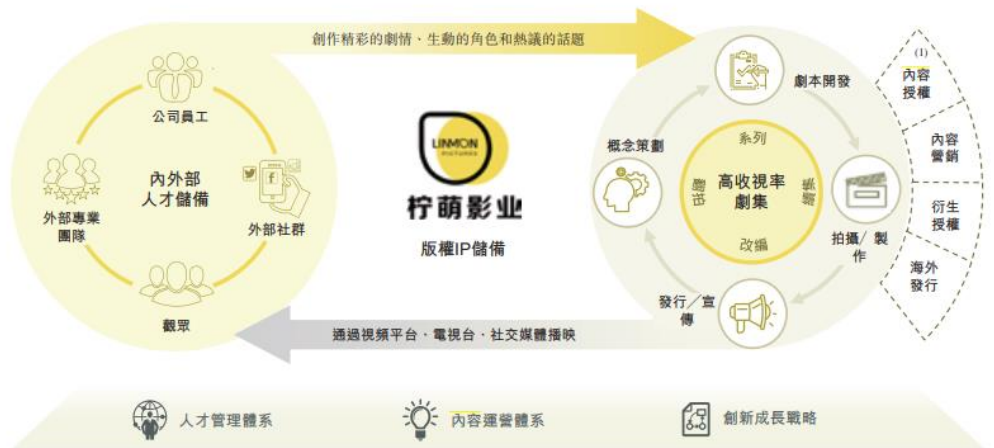 創作精彩的劇情、生動的角色和熱議的話題
公司員工
內外部
人才儲備
外部專業
團隊
外部社群
觀眾
LINMON
PICTURES
柠萌影业
版權IP儲備
劇本開發
概念策劃
系列
高收視率
劇集
續集
改編
拍攝/ 製
作
發行/宣
傳
(1)
內容
授權
內容
營銷
衍生
授權
海外
發行
通過視頻平台、電視台、社交媒體播映
人才管理體系
內容運營體系
創新成長戰略